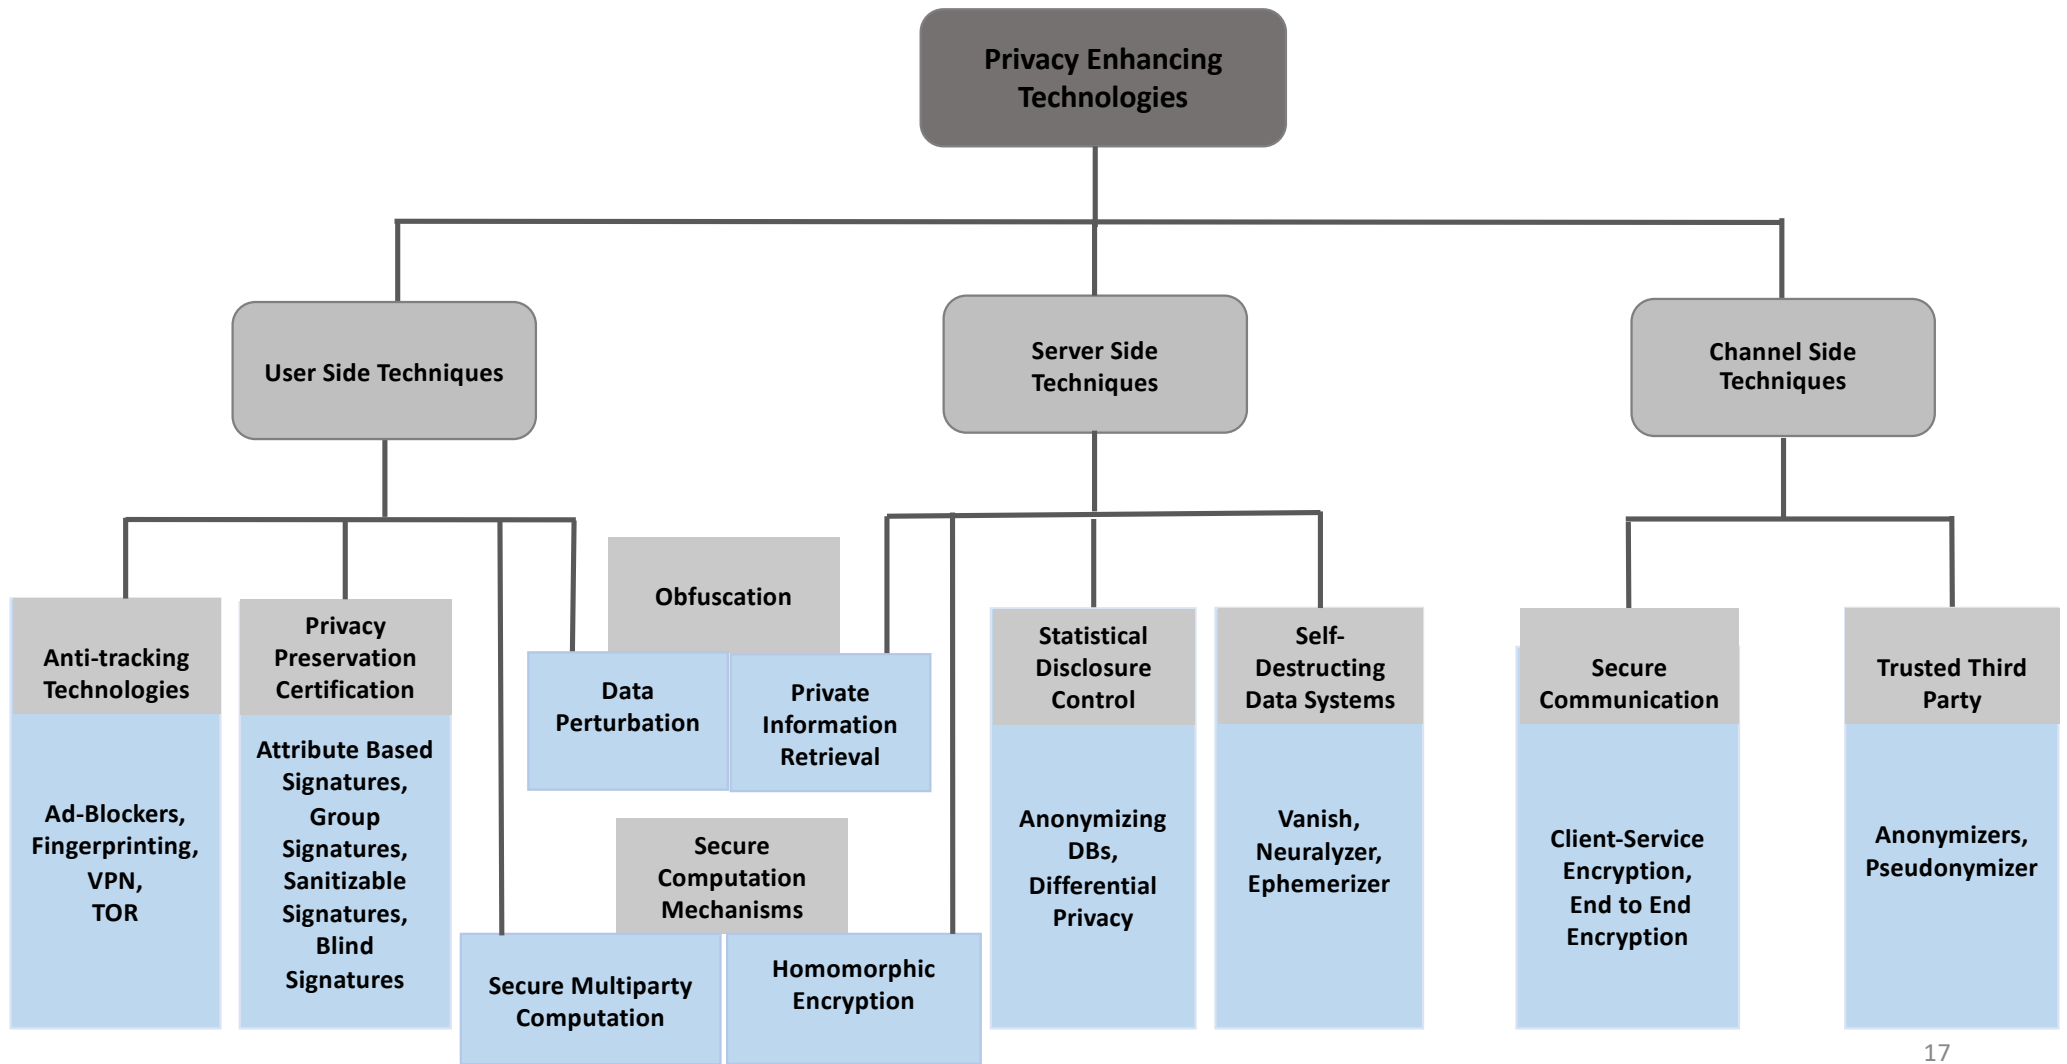 Privacy Enhancing
Technologies
User Side Techniques
Server Side
Techniques
Channel Side
Techniques
Anti-tracking
Technologies
Ad-Blockers,
Fingerprinting,
VPN,
TOR
Privacy
Preservation
Certification
Attribute Based
Signatures,
Group
Signatures,
Sanitizable
Signatures,
Blind
Signatures
Obfuscation
Data
Perturbation
Private
Information
Retrieval
Secure
Computation
Mechanisms
Secure Multiparty
Computation
Homomorphic
Encryption
Statistical
Disclosure
Control
Anonymizing
DBs,
Differential
Privacy
Self-
Destructing
Data Systems
Vanish,
Neuralyzer,
Ephemerizer
Secure
Communication
Client-Service
Encryption,
End to End
Encryption
Trusted Third
Party
Anonymizers,
Pseudonymizer
17